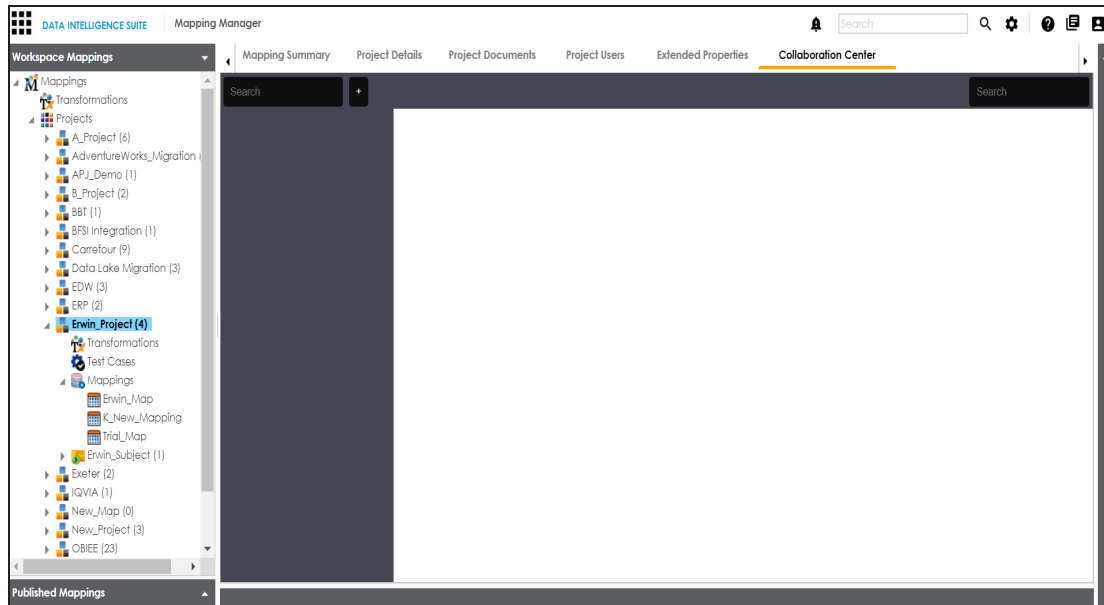 DATA INTELLIGENCE SUITE Mapping Manager Search
Workspace Mappings
Mapping Summary Project Details Project Documents Project Users Extended Properties Collaboration Center
Search + Search
Mappings
Transformations
Projects
A_Project (6)
AdventureWorks_Migration (
APJ_Demo (1)
B_Project (2)
BBT (1)
BFSI Integration (1)
Carrefour (9)
Data Lake Migration (3)
EDW (3)
ERP (2)
Erwin_Project (4)
Transformations
Test Cases
Mappings
Erwin_Map
K_New_Mapping
Trial_Map
Erwin_Subject (1)
Exeter (2)
IQVIA (1)
New_Map (0)
New_Project (3)
OBIEE (23)
Published Mappings